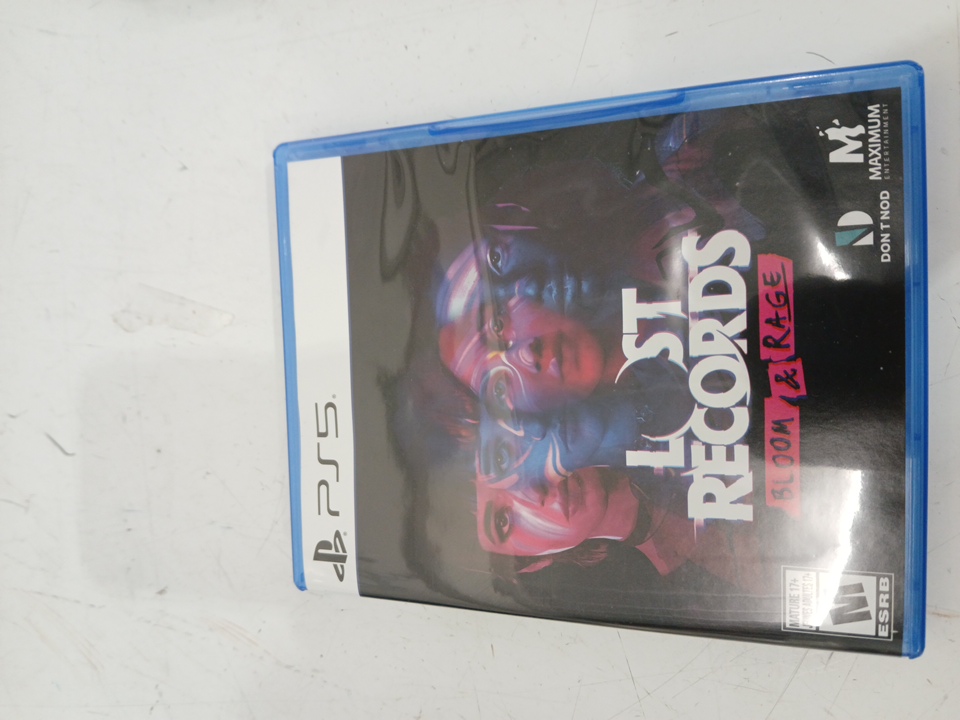 PS5
LOST
RECORDS
BLOOM & RAGE
MATURE 17+
M
ESRB
DON'T NOD
M
MAXIMUM
ENTERTAINMENT